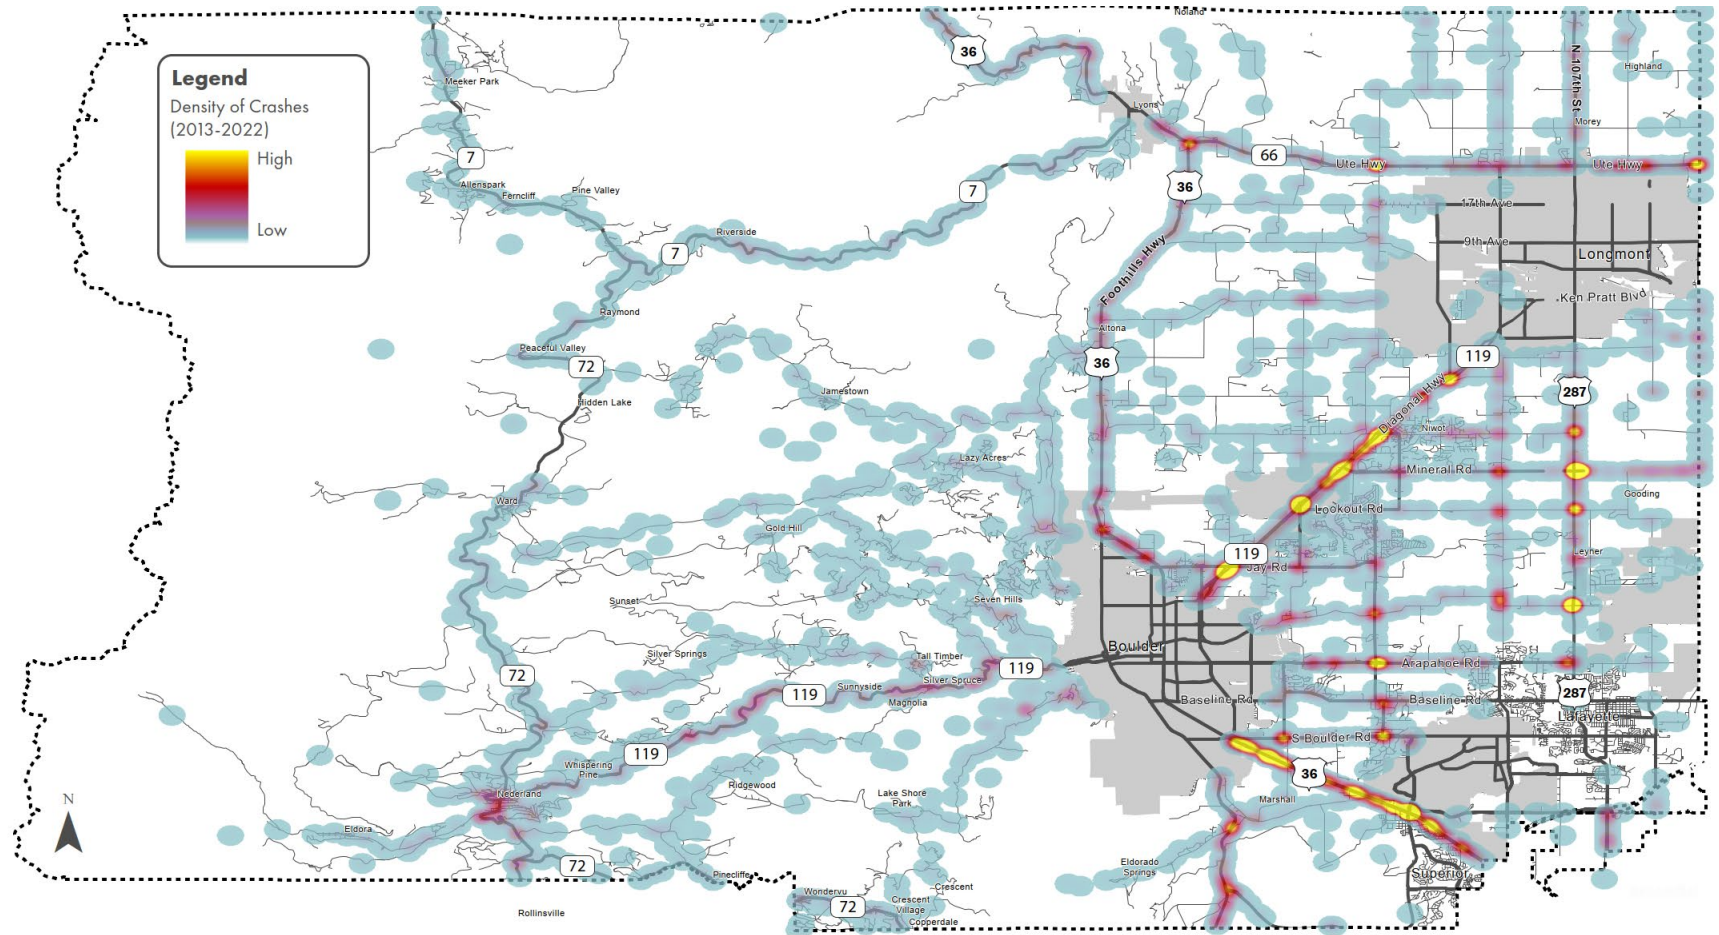 Noland
36
N 107th St
Highland
Legend
Density of Crashes
(2013-2022)
High
Low
Meeker Park
Lyons
Morey
7
66
Ute Hwy
Ute Hwy
Allenspark
Ferncliff
Pine Valley
7
36
17th Ave
Riverside
7
9th Ave
Longmont
Foothills Hwy
Ken Pratt Blvd
Raymond
Altona
Peaceful Valley
72
36
119
287
Jamestown
Hidden Lake
Diagonal Hwy
Niwot
Lazy Acres
Mineral Rd
Ward
Gooding
Lookout Rd
Gold Hill
119
Jay Rd
Leyner
Sunset
Seven Hills
Silver Springs
Tall Timber
Boulder
119
Arapahoe Rd
72
Silver Spruce
119
Sunnyside
Magnolia
Baseline Rd
Baseline Rd
287
Lafayette
S Boulder Rd
119
Whispering
Pine
36
Ridgewood
Nederland
Lake Shore
Park
Marshall
N
Eldora
Eldorado
Springs
72
Pinecliffe
Superior
Wondervu
Crescent
72
Crescent
Village
Rollinsville
Copperdale